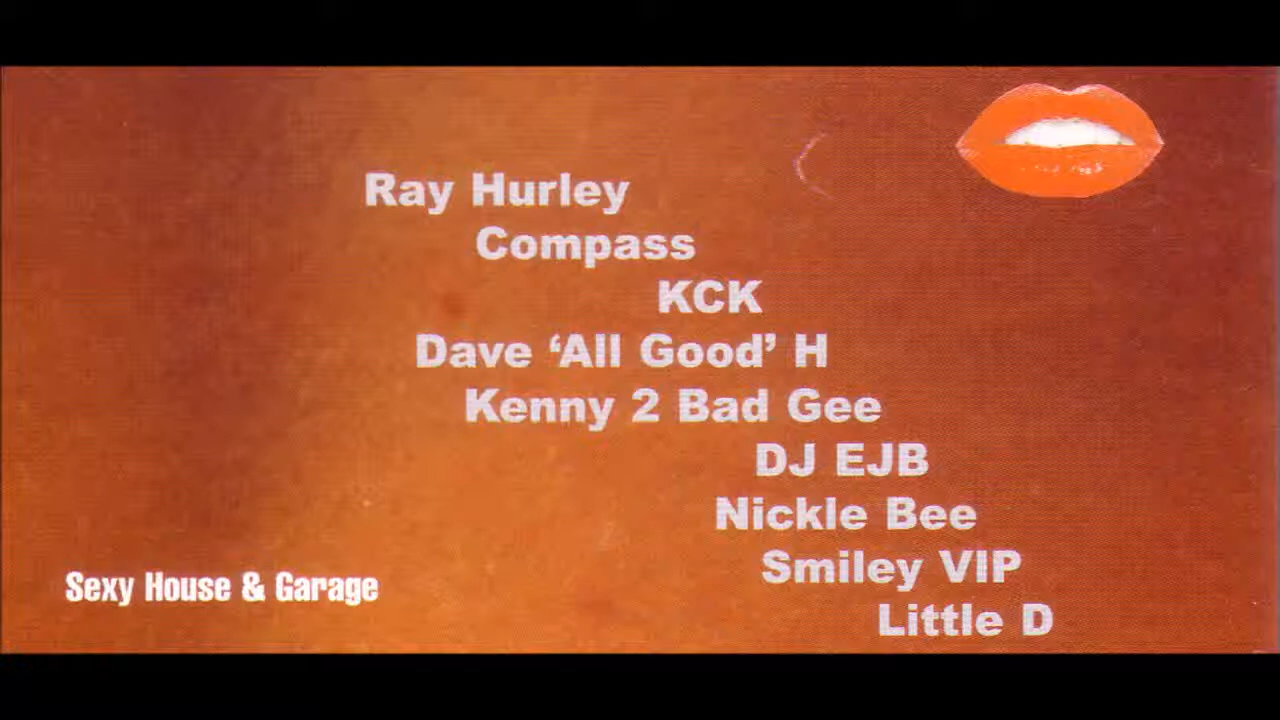 Ray Hurley
Compass
KCK
Dave ‘All Good’ H
Kenny 2 Bad Gee
DJ EJB
Nickle Bee
Smiley VIP
Little D
Sexy House & Garage